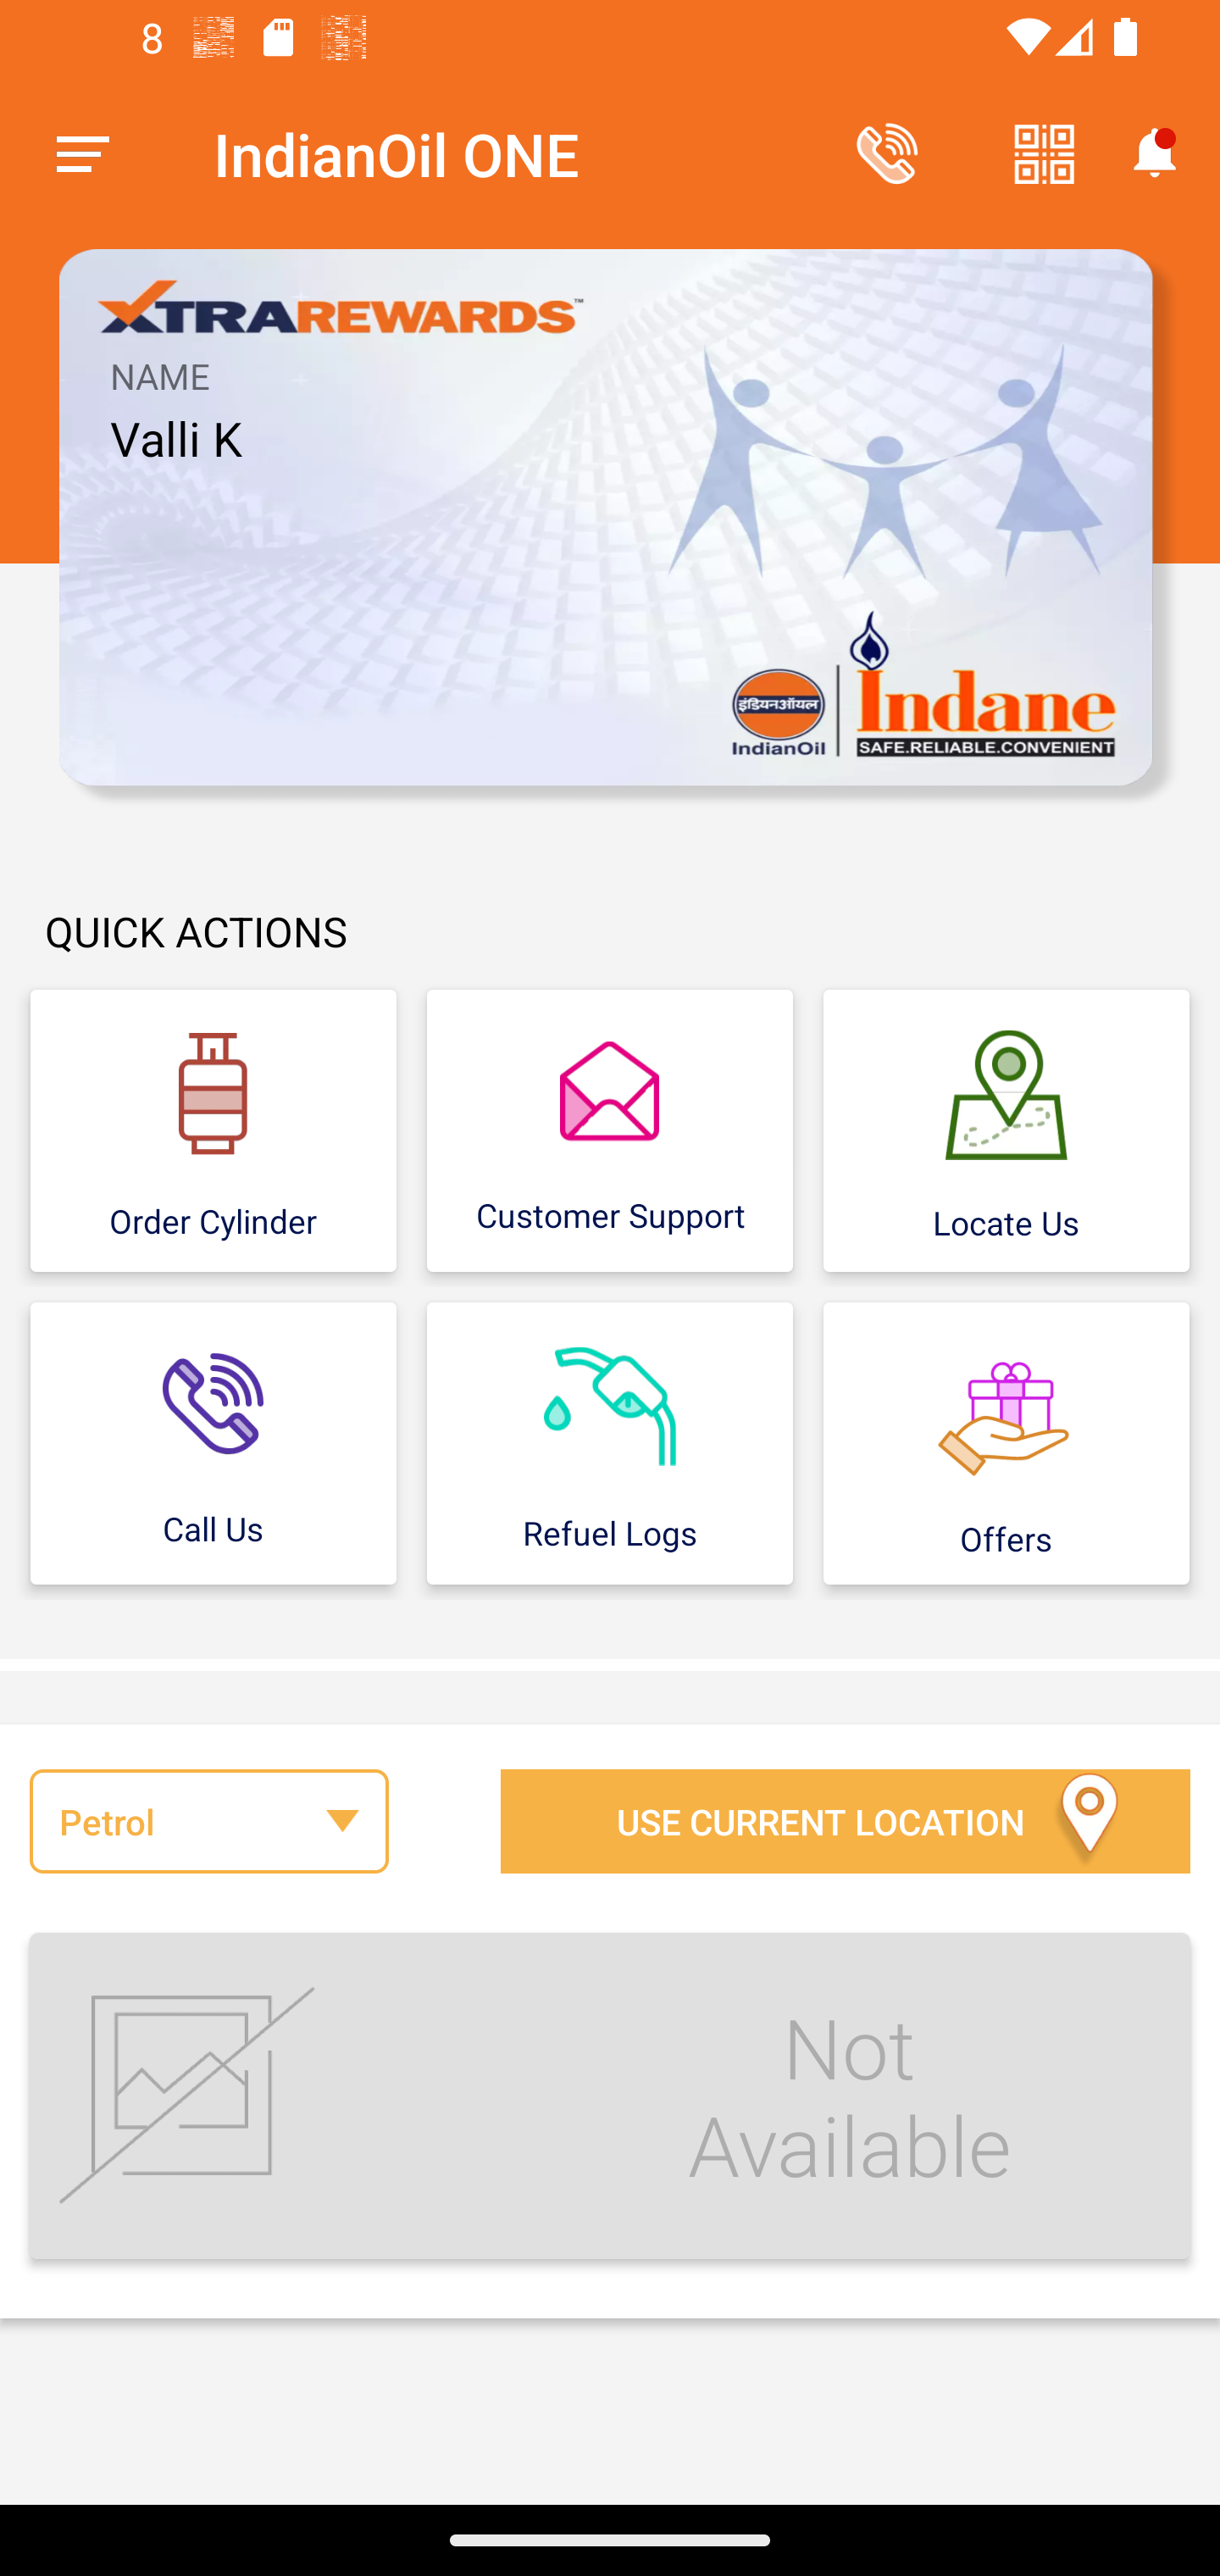 8
IndianOil ONE
XTRAREWARDS™
NAME
Valli K
इंडियनऑयल
IndianOil
Indane
SAFE.RELIABLE.CONVENIENT
QUICK ACTIONS
Order Cylinder
Customer Support
Locate Us
Call Us
Refuel Logs
Offers
Petrol
USE CURRENT LOCATION
Not
Available